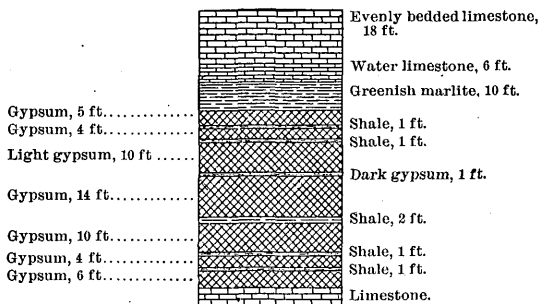 Evenly bedded limestone,
18 ft.
Water limestone, 6 ft.
Greenish marlite, 10 ft.
Gypsum, 5 ft.
Shale, 1 ft.
Gypsum, 4 ft.
Shale, 1 ft.
Light gypsum, 10 ft
Dark gypsum, 1 ft.
Gypsum, 14 ft.
Shale, 2 ft.
Gypsum, 10 ft.
Shale, 1 ft.
Gypsum, 4 ft.
Shale, 1 ft.
Gypsum, 6 ft.
Limestone.